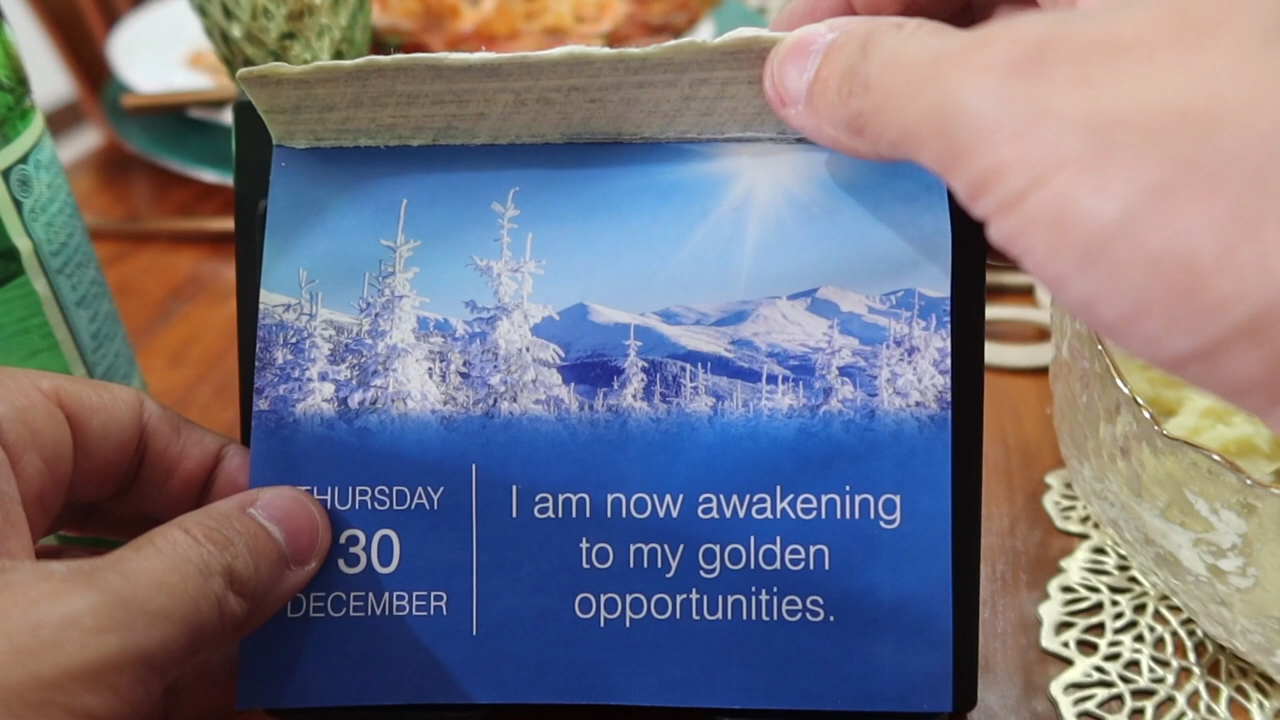 THURSDAY
30
DECEMBER
I am now awakening
to my golden
opportunities.